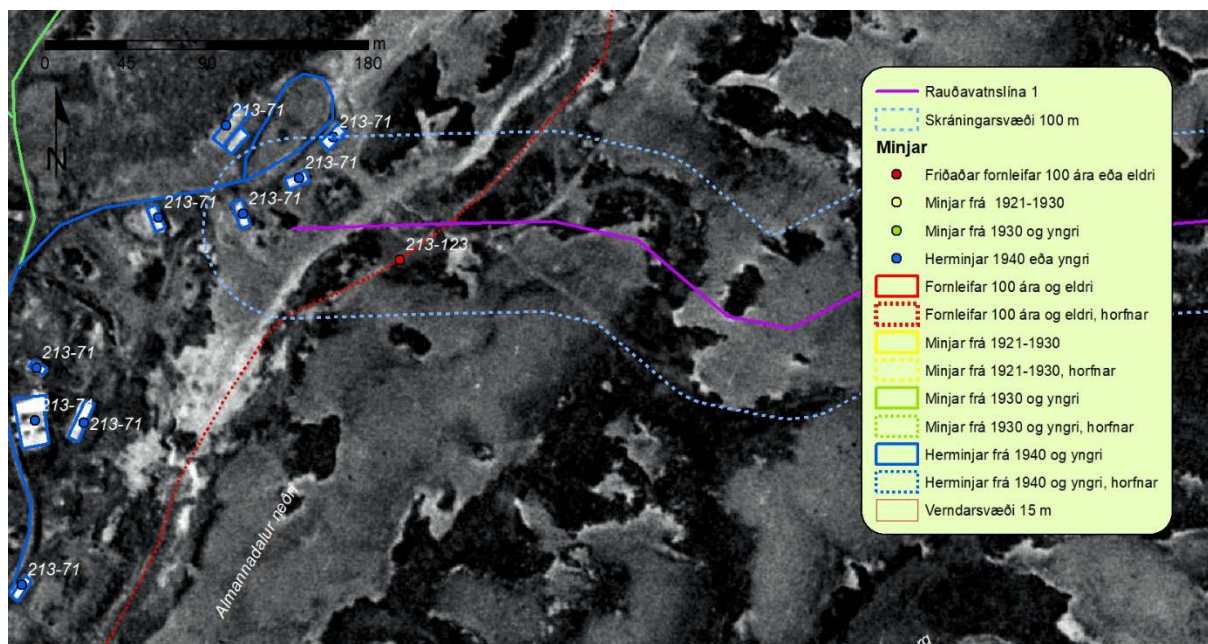 m
0 45 90 180
N
213-71
213-71
213-71
213-71
213-71
213-123
213-71
213-71
213-71
213-71
Almannadalur neðri
Rauðavatnslína 1
Skráningarsvæði 100 m
Minjar
Friðaðar fornleifar 100 ára eða eldri
Minjar frá 1921-1930
Minjar frá 1930 og yngri
Herminjar 1940 eða yngri
Fornleifar 100 ára og eldri
Fornleifar 100 ára og eldri, horfnar
Minjar frá 1921-1930
Minjar frá 1921-1930, horfnar
Minjar frá 1930 og yngri
Minjar frá 1930 og yngri, horfnar
Herminjar frá 1940 og yngri
Herminjar frá 1940 og yngri, horfnar
Verndarsvæði 15 m